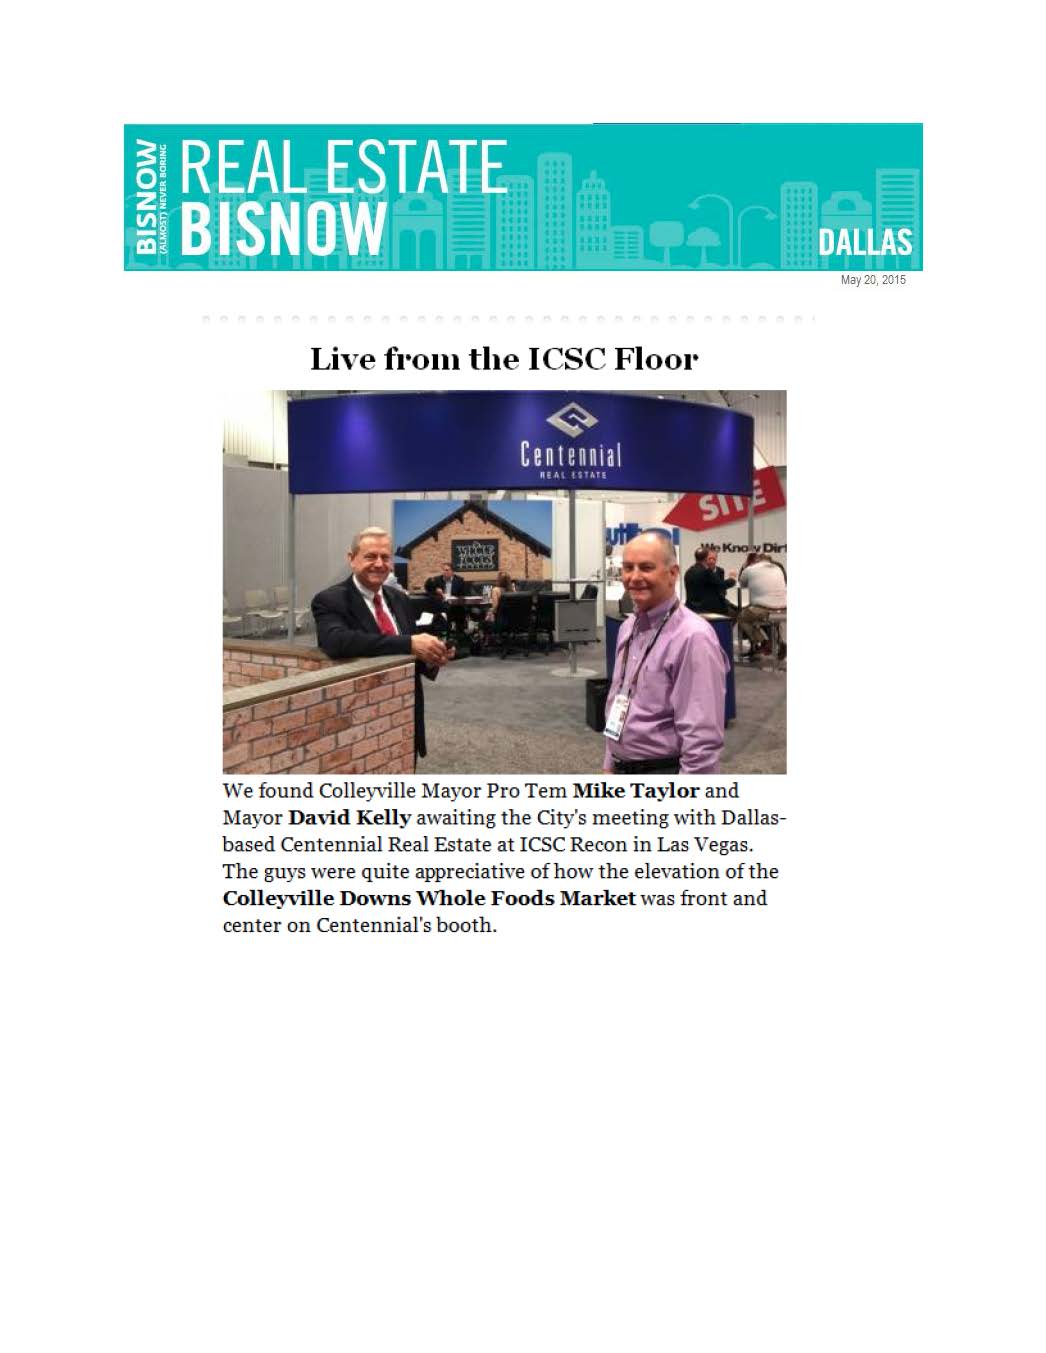 BISNOW
(ALMOST) NEVER BORING
REAL ESTATE
BISNOW
DALLAS
May 20, 2015
Live from the ICSC Floor
Centennial
REAL ESTATE
SITE
We Know Dirt
WHOLE
FOODS
We found Colleyville Mayor Pro Tem Mike Taylor and
Mayor David Kelly awaiting the City's meeting with Dallas-
based Centennial Real Estate at ICSC Recon in Las Vegas.
The guys were quite appreciative of how the elevation of the
Colleyville Downs Whole Foods Market was front and
center on Centennial's booth.